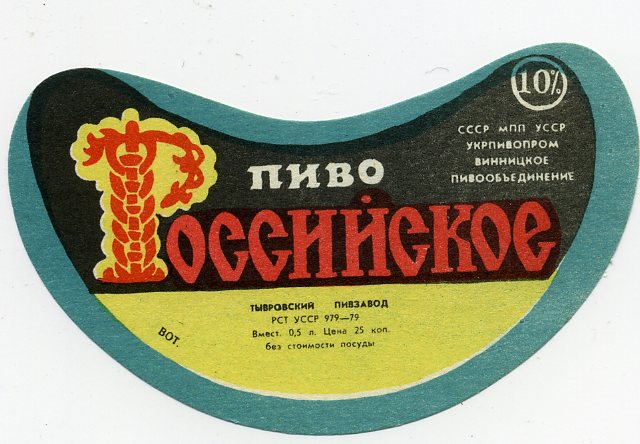 10%
СССР МПП УССР
УКРПИВОПРОМ
ВИННИЦКОЕ
ПИВООБЪЕДИНЕНИЕ
ПИВО
РОССИЙСКОЕ
ТЫВРОВСКИЙ ПИВЗАВОД
РСТ УССР 979—79
Вмест. 0,5 л. Цена 25 коп.
без стоимости посуды
ВОТ.